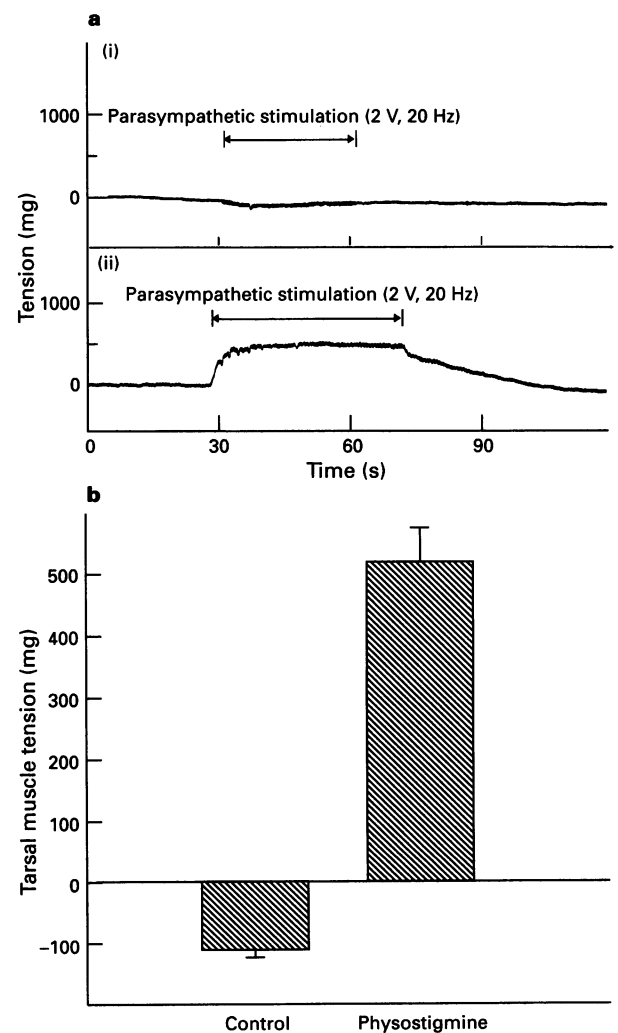 a
(i)
1000
Parasympathetic stimulation (2 V, 20 Hz)
0
Tension (mg)
(ii)
Parasympathetic stimulation (2 V, 20 Hz)
1000
0
0 30 60 90
Time (s)
b
500
400
300
200
100
0
−100
Tarsal muscle tension (mg)
Control Physostigmine